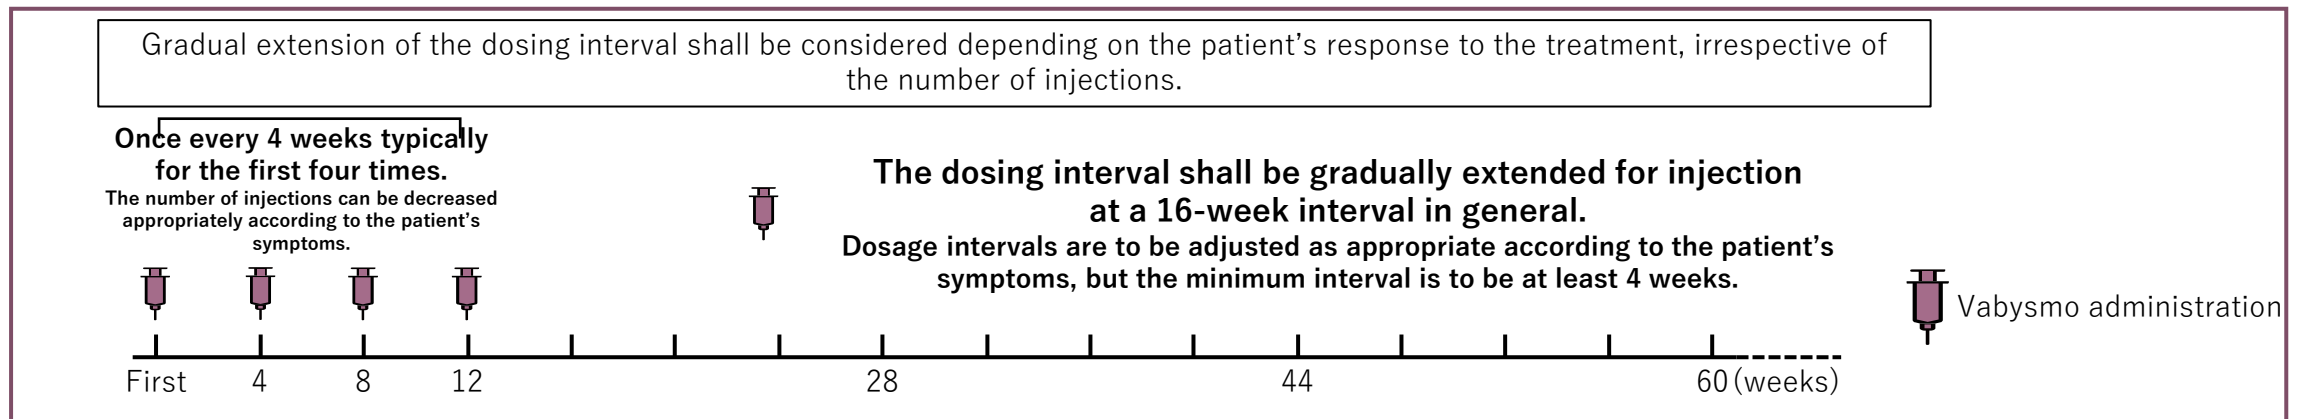 Gradual extension of the dosing interval shall be considered depending on the patient’s response to the treatment, irrespective of
the number of injections.
Once every 4 weeks typically
for the first four times.
The number of injections can be decreased
appropriately according to the patient’s
symptoms.
The dosing interval shall be gradually extended for injection
at a 16-week interval in general.
Dosage intervals are to be adjusted as appropriate according to the patient’s
symptoms, but the minimum interval is to be at least 4 weeks.
Vabysmo administration
First 4 8 12 28 44 60 (weeks)